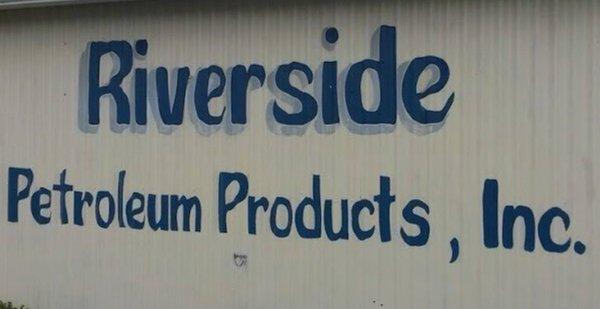 Riverside
Petroleum Products, Inc.